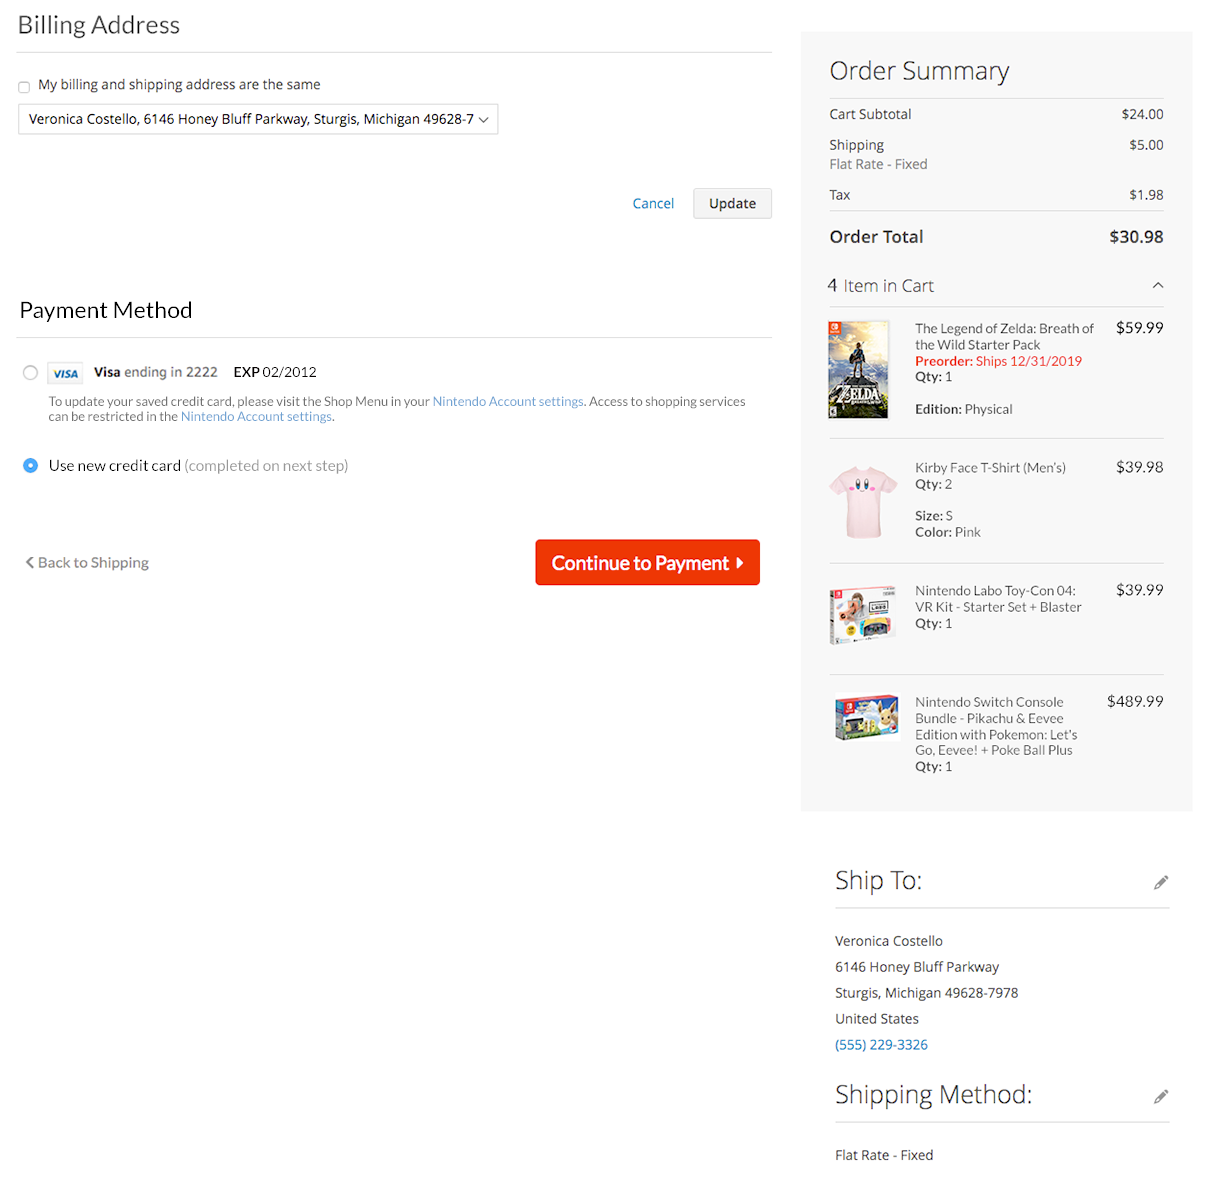 Billing Address
My billing and shipping address are the same
Veronica Costello, 6146 Honey Bluff Parkway, Sturgis, Michigan 49628-7
Cancel
Update
Payment Method
VISA Visa ending in 2222 EXP 02/2012
To update your saved credit card, please visit the Shop Menu in your Nintendo Account settings. Access to shopping services
can be restricted in the Nintendo Account settings.
Use new credit card (completed on next step)
Back to Shipping
Continue to Payment
Order Summary
Cart Subtotal $24.00
Shipping $5.00
Flat Rate - Fixed
Tax $1.98
Order Total $30.98
4 Item in Cart
The Legend of Zelda: Breath of $59.99
the Wild Starter Pack
Preorder: Ships 12/31/2019
Qty: 1
Edition: Physical
ZELDA
Kirby Face T-Shirt (Men's) $39.98
Qty: 2
Size: S
Color: Pink
Nintendo Labo Toy-Con 04: $39.99
VR Kit - Starter Set + Blaster
Qty: 1
LABO
Nintendo Switch Console $489.99
Bundle - Pikachu & Eevee
Edition with Pokemon: Let's
Go, Eevee! + Poke Ball Plus
Qty: 1
Ship To:
Veronica Costello
6146 Honey Bluff Parkway
Sturgis, Michigan 49628-7978
United States
(555) 229-3326
Shipping Method:
Flat Rate - Fixed